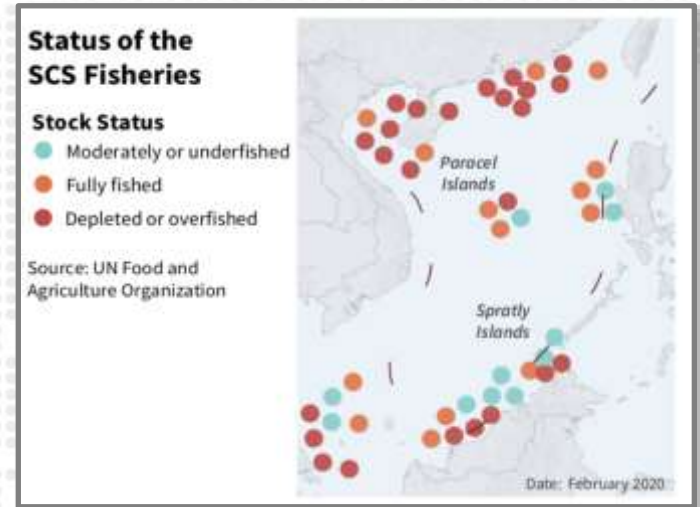 Status of the
SCS Fisheries
Stock Status
Moderately or underfished
Fully fished
Depleted or overfished
Source: UN Food and
Agriculture Organization
Paracel
Islands
Spratly
Islands
Date: February 2020